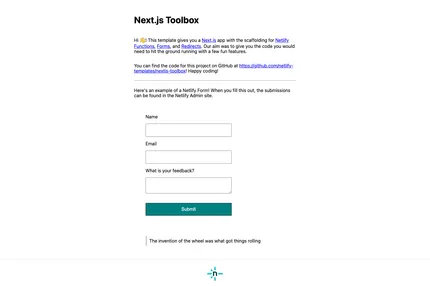 Next.js Toolbox
Hi 👋! This template gives you a Next.js app with the scaffolding for Netlify
Functions, Forms, and Redirects. Our aim was to give you the code you would
need to hit the ground running with a few fun features.
You can find the code for this project on GitHub at https://github.com/netlify-
templates/nextjs-toolbox! Happy coding!
Here's an example of a Netlify Form! When you fill this out, the submissions
can be found in the Netlify Admin site.
Name
Email
What is your feedback?
Submit
The invention of the wheel was what got things rolling